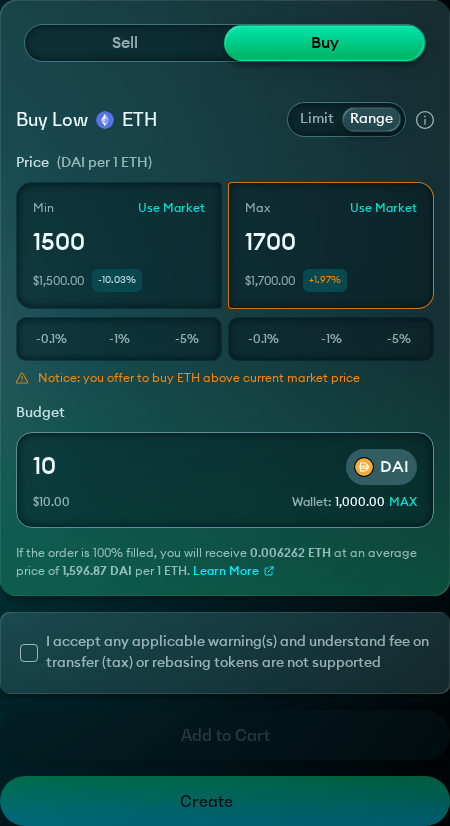 Sell Buy
Buy Low ETH Limit Range
Price (DAI per 1 ETH)
Min Use Market Max Use Market
1500 1700
$1,500.00 -10.03% $1,700.00 +1.97%
-0.1% -1% -5% -0.1% -1% -5%
Notice: you offer to buy ETH above current market price
Budget
10 DAI
$10.00 Wallet: 1,000.00 MAX
If the order is 100% filled, you will receive 0.006262 ETH at an average
price of 1,596.87 DAI per 1 ETH. Learn More
I accept any applicable warning(s) and understand fee on
transfer (tax) or rebasing tokens are not supported
Add to Cart
Create